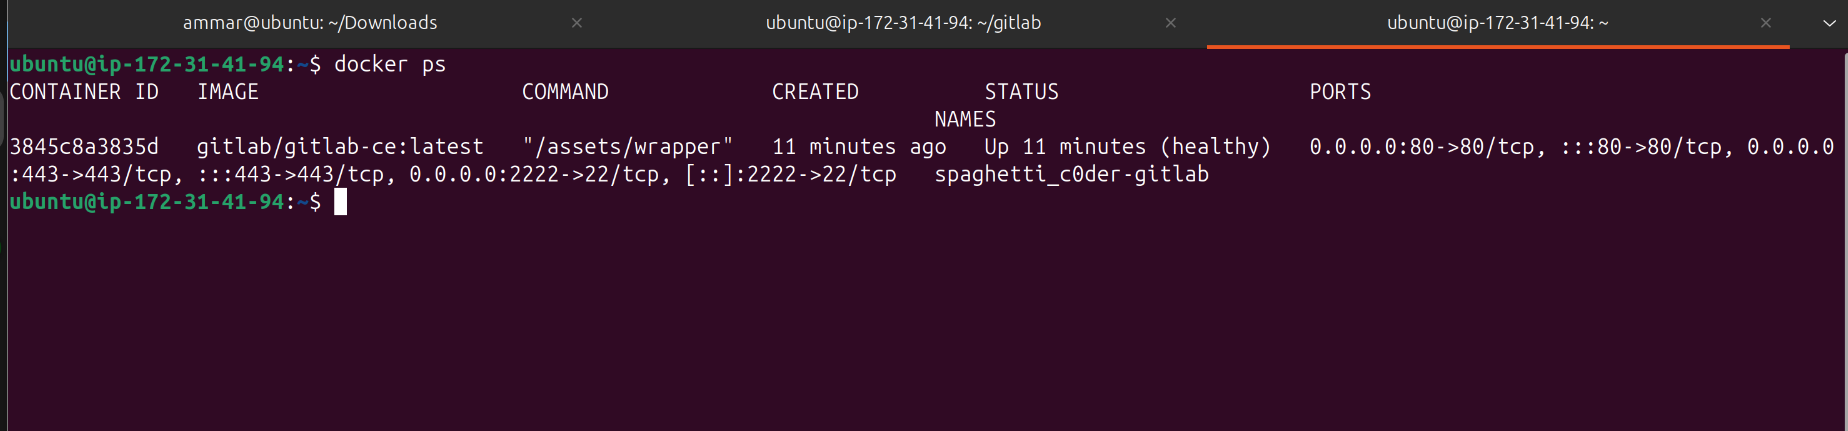 ammar@ubuntu: ~/Downloads × ubuntu@ip-172-31-41-94: ~/gitlab × ubuntu@ip-172-31-41-94: ~ ×
ubuntu@ip-172-31-41-94:~$ docker ps
CONTAINER ID   IMAGE                     COMMAND             CREATED          STATUS                    PORTS
                                                                          NAMES
3845c8a3835d   gitlab/gitlab-ce:latest   "/assets/wrapper"   11 minutes ago   Up 11 minutes (healthy)   0.0.0.0:80->80/tcp, :::80->80/tcp, 0.0.0.0
:443->443/tcp, :::443->443/tcp, 0.0.0.0:2222->22/tcp, [::]:2222->22/tcp   spaghetti_c0der-gitlab
ubuntu@ip-172-31-41-94:~$